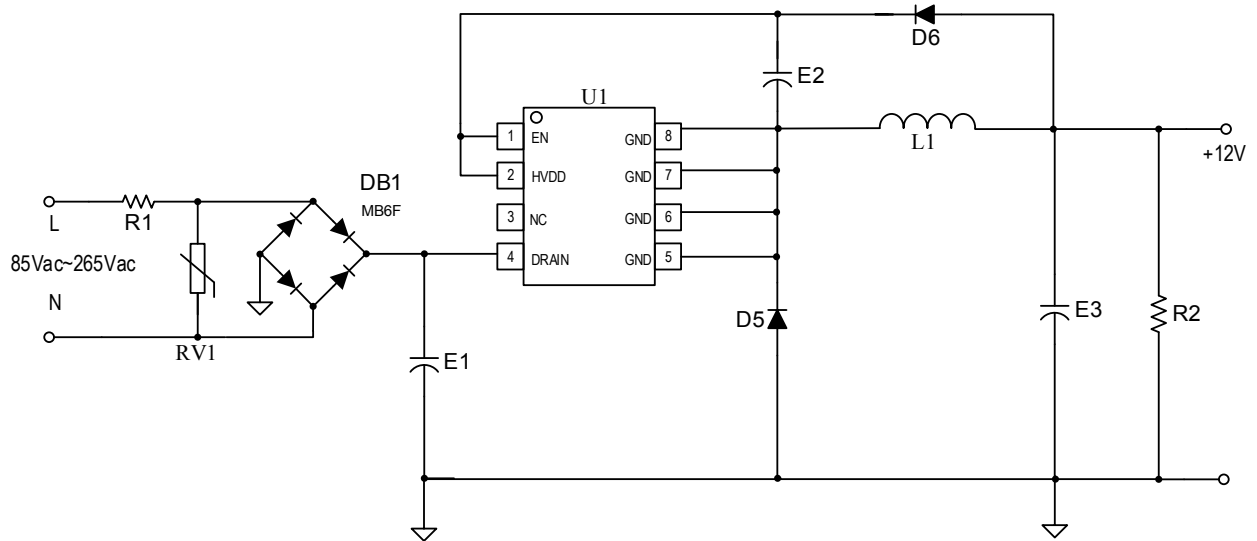 D6
E2
U1
1 EN GND 8
2 HVDD GND 7
3 NC GND 6
4 DRAIN GND 5
L1
+12V
DB1
MB6F
L
R1
85Vac~265Vac
N
RV1
E1
D5
E3
R2